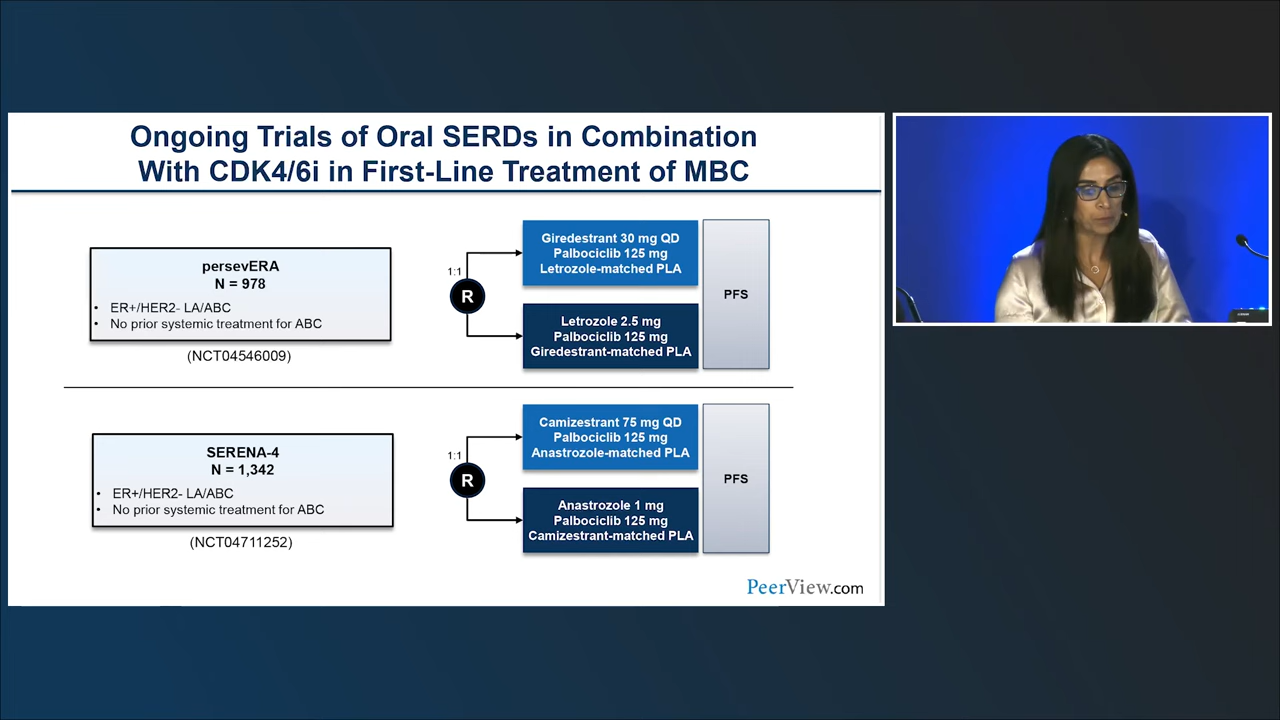 Ongoing Trials of Oral SERDs in Combination
With CDK4/6i in First-Line Treatment of MBC
persevERA
N = 978
• ER+/HER2- LA/ABC
• No prior systemic treatment for ABC
(NCT04546009)
1:1
R
Giredestrant 30 mg QD
Palbociclib 125 mg
Letrozole-matched PLA
Letrozole 2.5 mg
Palbociclib 125 mg
Giredestrant-matched PLA
PFS
SERENA-4
N = 1,342
• ER+/HER2- LA/ABC
• No prior systemic treatment for ABC
(NCT04711252)
1:1
R
Camizestrant 75 mg QD
Palbociclib 125 mg
Anastrozole-matched PLA
Anastrozole 1 mg
Palbociclib 125 mg
Camizestrant-matched PLA
PFS
PeerView.com